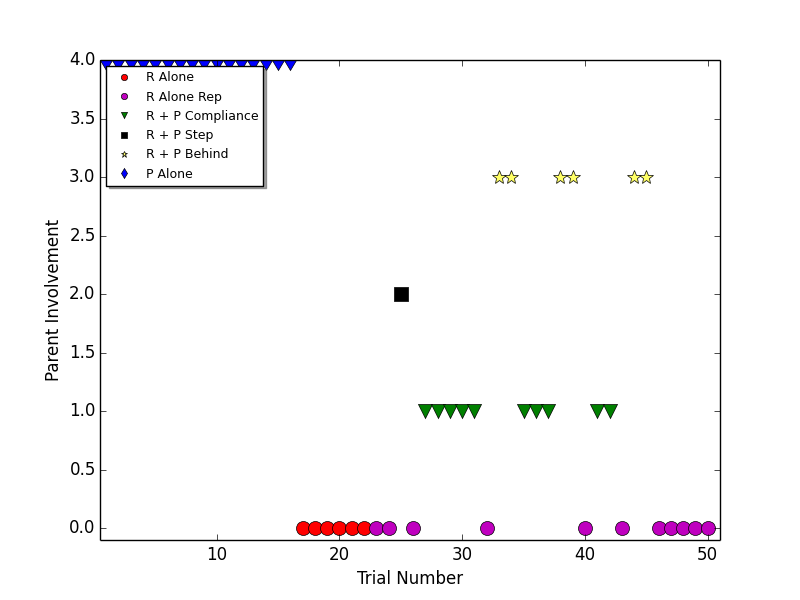 4.0
3.5
3.0
2.5
2.0
1.5
1.0
0.5
0.0
Parent Involvement
R Alone
R Alone Rep
R + P Compliance
R + P Step
R + P Behind
P Alone
10 20 30 40 50
Trial Number